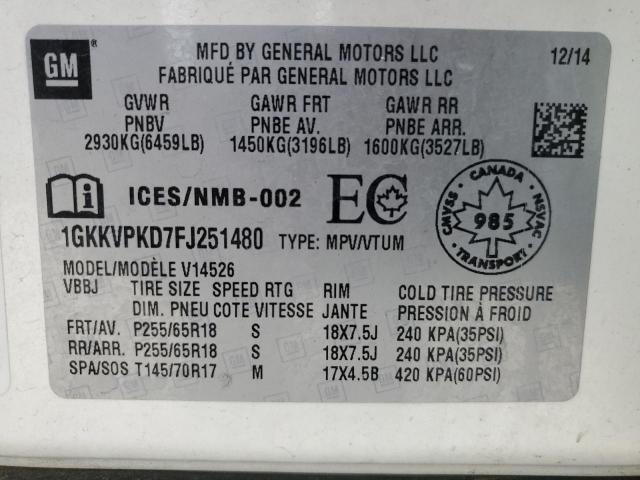 GM
MFD BY GENERAL MOTORS LLC 12/14
FABRIQUÉ PAR GENERAL MOTORS LLC
GVWR GAWR FRT GAWR RR
PNBV PNBE AV. PNBE ARR.
2930KG(6459LB) 1450KG(3196LB) 1600KG(3527LB)
ICES/NMB-002 EC CANADA CMVSS NSVAC 985 TRANSPORT
1GKKVPKD7FJ251480 TYPE: MPV/VTUM
MODEL/MODÈLE V14526
VBBJ TIRE SIZE SPEED RTG RIM COLD TIRE PRESSURE
DIM. PNEU COTE VITESSE JANTE PRESSION À FROID
FRT/AV. P255/65R18 S 18X7.5J 240 KPA(35PSI)
RR/ARR. P255/65R18 S 18X7.5J 240 KPA(35PSI)
SPA/SOS T145/70R17 M 17X4.5B 420 KPA(60PSI)